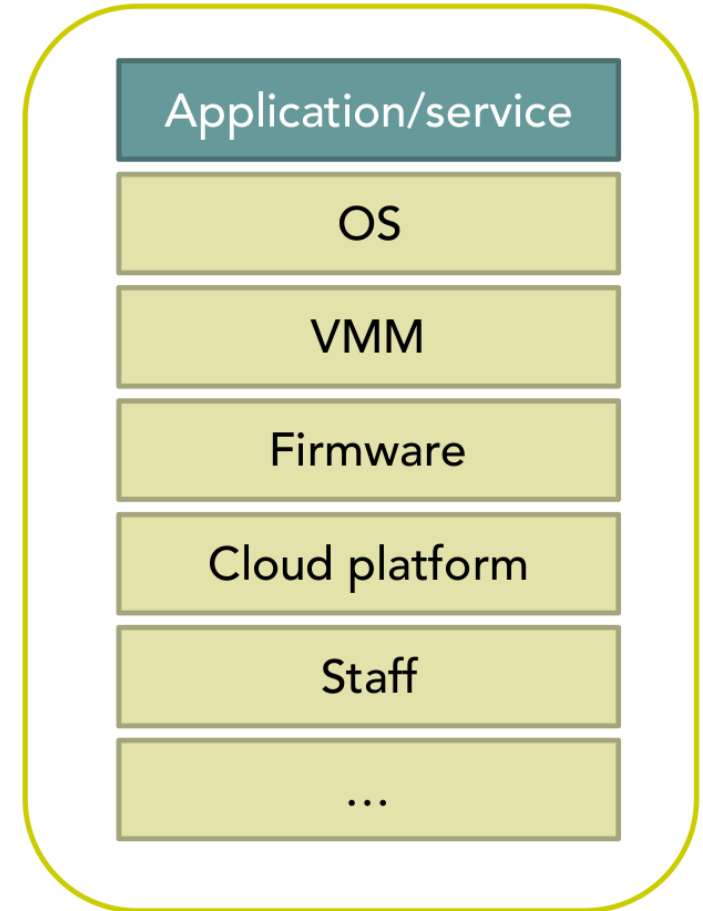 Application/service
OS
VMM
Firmware
Cloud platform
Staff
...